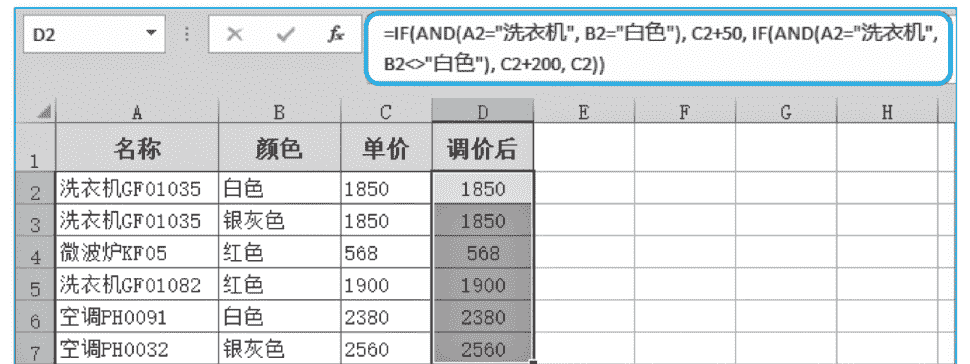 D2 fx =IF(AND(A2="洗衣机", B2="白色"), C2+50, IF(AND(A2="洗衣机",
B2<>"白色"), C2+200, C2))
A B C D E F G H
1 名称 颜色 单价 调价后
2 洗衣机GF01035 白色 1850 1850
3 洗衣机GF01035 银灰色 1850 1850
4 微波炉KF05 红色 568 568
5 洗衣机GF01082 红色 1900 1900
6 空调PH0091 白色 2380 2380
7 空调PH0032 银灰色 2560 2560